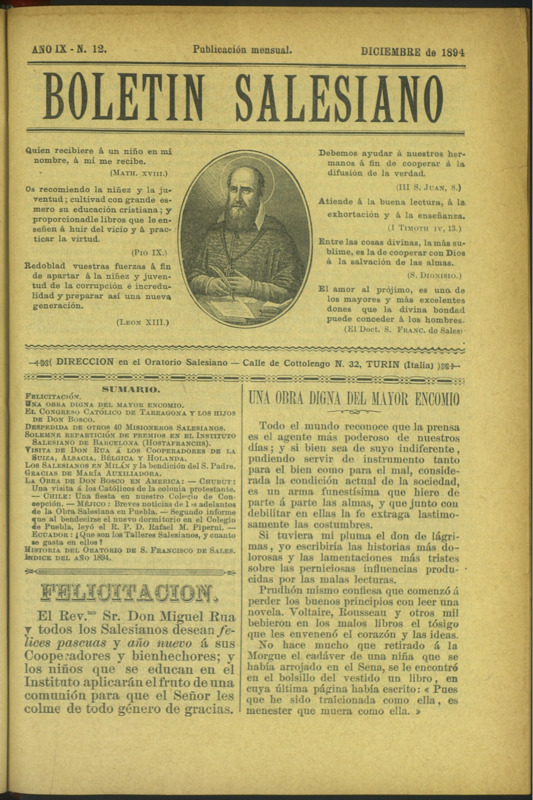 AÑO IX - N. 12.
Publicación mensual.
DICIEMBRE de 1894
BOLETIN SALESIANO
Quien recibiere á un niño en mi
nombre, á mí me recibe.
(MATH. XVIII.)
Os recomiendo la niñez y la ju-
ventud; cultivad con grande es-
mero su educación cristiana; y
proporcionadle libros que le en-
señen á huir del vicio y á prac-
ticar la virtud.
(PIO IX.)
Redoblad vuestras fuerzas á fin
de apartar á la niñez y juven-
tud de la corrupción é incredu-
lidad y preparar así una nueva
generación.
(LEON XIII.)
Debemos ayudar á nuestros her-
manos á fin de cooperar á la
difusión de la verdad.
(III S. JUAN, 8.)
Atiende á la buena lectura, á la
exhortación y á la enseñanza.
(I TIMOTH IV, 13.)
Entre las cosas divinas, la más su-
blime, es la de cooperar con Dios
á la salvación de las almas.
(S. DIONISIO.)
El amor al prójimo, es uno de
los mayores y más excelentes
dones que la divina bondad
puede conceder á los hombres.
(El Doct. S. FRANC. de Sales)
DIRECCION en el Oratorio Salesiano — Calle de Cottolengo N. 32, TURIN (Italia)
SUMARIO.
FELICITACIÓN.
UNA OBRA DIGNA DEL MAYOR ENCOMIO.
EL CONGRESO CATÓLICO DE TARRAGONA Y LOS HIJOS
DE DON BOSCO.
DESPEDIDA DE OTROS 40 MISIONEROS SALESIANOS.
SOLEMNE REPARTICIÓN DE PREMIOS EN EL INSTITUTO
SALESIANO DE BARCELONA (HOSTAFRANCHS).
VISITA DE DON RUA Á LOS COOPERADORES DE LA
SUIZA, ALSACIA, BÉLGICA Y HOLANDA.
LOS SALESIANOS EN MILÁN y la bendición del S. Padre.
GRACIAS DE MARÍA AUXILIADORA.
LA OBRA DE DON BOSCO EN AMERICA: — CHUBUT:
Una visita á los Católicos de la colonia protestante.
— CHILE: Una fiesta en nuestro Colegio de Con-
cepción. — MÉJICO: Breves noticias de los adelantos
de la Obra Salesiana en Puebla. — Segundo informe
que al bendecirse el nuevo dormitorio en el Colegio
de Puebla, leyó el R. P. D. Rafael M. Piperni. —
ECUADOR: ¡Que son los Talleres Salesianos, y cuanto
se gasta en ellos!
HISTORIA DEL ORATORIO DE S. FRANCISCO DE SALES.
ÍNDICE DEL AÑO 1894.
FELICITACION.
El Rev.mo Sr. Don Miguel Rua
y todos los Salesianos desean fe-
lices pascuas y año nuevo á sus
Cooperadores y bienhechores; y
los niños que se educan en el
Instituto aplicarán el fruto de una
comunión para que el Señor les
colme de todo género de gracias.
UNA OBRA DIGNA DEL MAYOR ENCOMIO
Todo el mundo reconoce que la prensa
es el agente más poderoso de nuestros
días; y si bien sea de suyo indiferente,
pudiendo servir de instrumento tanto
para el bien como para el mal, conside-
rada la condición actual de la sociedad,
es un arma funestísima que hiere de
parte á parte las almas, y que junto con
debilitar en ellas la fe extraga lastimo-
samente las costumbres.
Si tuviera mi pluma el don de lágri-
mas, yo escribiría las historias más do-
lorosas y las lamentaciones más tristes
sobre las perniciosas influencias produ-
cidas por las malas lecturas.
Prudhón mismo confiesa que comenzó á
perder los buenos principios con leer una
novela. Voltaire, Rousseau y otros mil
bebieron en los malos libros el tósigo
que les envenenó el corazón y las ideas.
No hace mucho que retirado á la
Morgue el cadáver de una niña que se
había arrojado en el Sena, se le encontró
en el bolsillo del vestido un libro, en
cuya última página había escrito: « Pues
que he sido traicionada como ella, es
menester que muera como ella. »